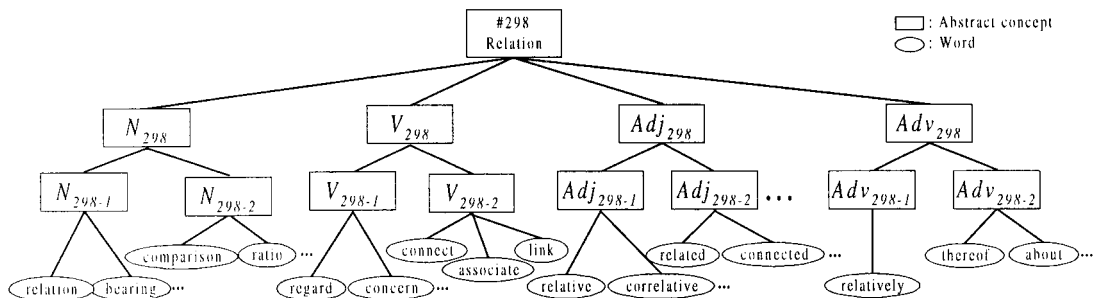 #298
Relation
: Abstract concept
: Word
N298
V298
Adj298
Adv298
N298-1
N298-2
V298-1
V298-2
Adj298-1
Adj298-2
...
Adv298-1
Adv298-2
comparison
ratio
...
connect
link
related
connected
...
thereof
about
...
associate
relation
bearing
...
regard
concern
...
relative
correlative
relatively